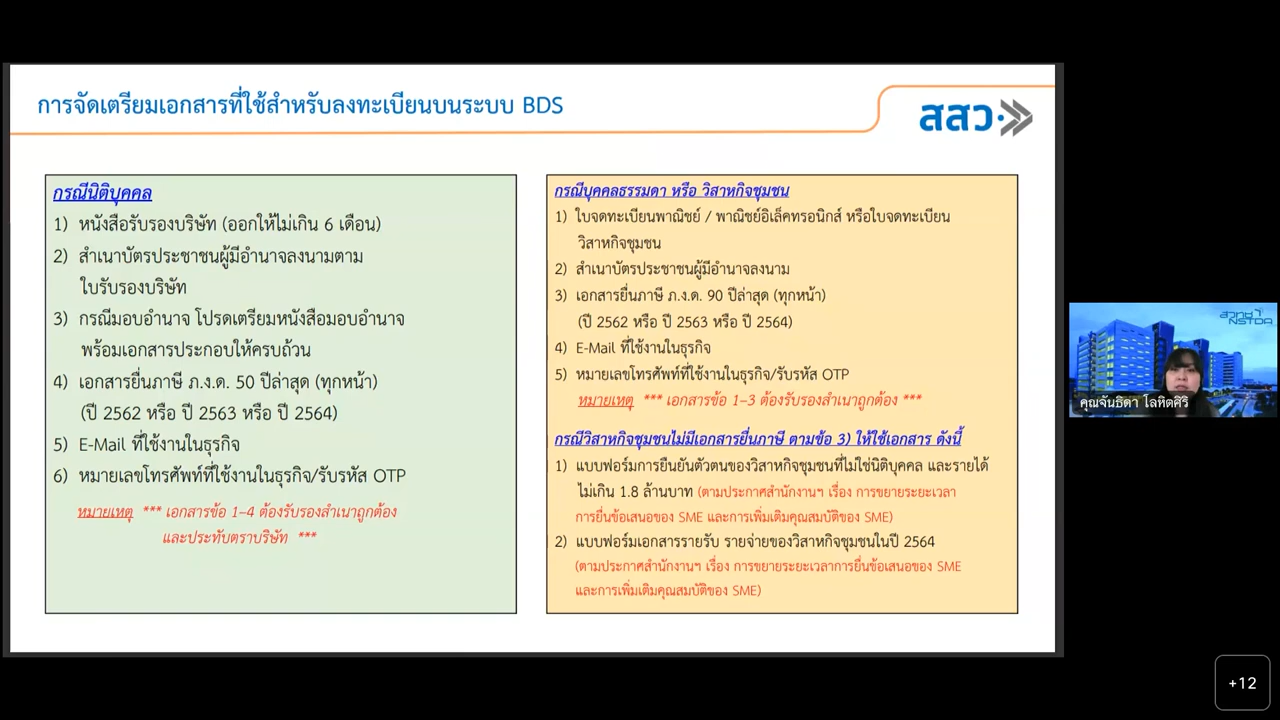 การจัดเตรียมเอกสารที่ใช้สำหรับลงทะเบียนบนระบบ BDS
สสว.
กรณีนิติบุคคล
1) หนังสือรับรองบริษัท (ออกให้ไม่เกิน 6 เดือน)
2) สำเนาบัตรประชาชนผู้มีอำนาจลงนามตาม
ใบรับรองบริษัท
3) กรณีมอบอำนาจ โปรดเตรียมหนังสือมอบอำนาจ
พร้อมเอกสารประกอบให้ครบถ้วน
4) เอกสารยื่นภาษี ภ.ง.ด. 50 ปีล่าสุด (ทุกหน้า)
(ปี 2562 หรือ ปี 2563 หรือ ปี 2564)
5) E-Mail ที่ใช้งานในธุรกิจ
6) หมายเลขโทรศัพท์ที่ใช้งานในธุรกิจ/รับรหัส OTP
หมายเหตุ *** เอกสารข้อ 1–4 ต้องรับรองสำเนาถูกต้อง
และประทับตราบริษัท ***
กรณีบุคคลธรรมดา หรือ วิสาหกิจชุมชน
1) ใบจดทะเบียนพาณิชย์ / พาณิชย์อิเล็คทรอนิกส์ หรือใบจดทะเบียน
วิสาหกิจชุมชน
2) สำเนาบัตรประชาชนผู้มีอำนาจลงนาม
3) เอกสารยื่นภาษี ภ.ง.ด. 90 ปีล่าสุด (ทุกหน้า)
(ปี 2562 หรือ ปี 2563 หรือ ปี 2564)
4) E-Mail ที่ใช้งานในธุรกิจ
5) หมายเลขโทรศัพท์ที่ใช้งานในธุรกิจ/รับรหัส OTP
หมายเหตุ *** เอกสารข้อ 1–3 ต้องรับรองสำเนาถูกต้อง ***
กรณีวิสาหกิจชุมชนไม่มีเอกสารยื่นภาษี ตามข้อ 3) ให้ใช้เอกสาร ดังนี้
1) แบบฟอร์มการยืนยันตัวตนของวิสาหกิจชุมชนที่ไม่ใช่นิติบุคคล และรายได้
ไม่เกิน 1.8 ล้านบาท (ตามประกาศสำนักงานฯ เรื่อง การขยายระยะเวลา
การยื่นข้อเสนอของ SME และการเพิ่มเติมคุณสมบัติของ SME)
2) แบบฟอร์มเอกสารรายรับ รายจ่ายของวิสาหกิจชุมชนในปี 2564
(ตามประกาศสำนักงานฯ เรื่อง การขยายระยะเวลาการยื่นข้อเสนอของ SME
และการเพิ่มเติมคุณสมบัติของ SME)
สวทช
NSTDA
คุณจันธิดา โลหิตศิริ
+12